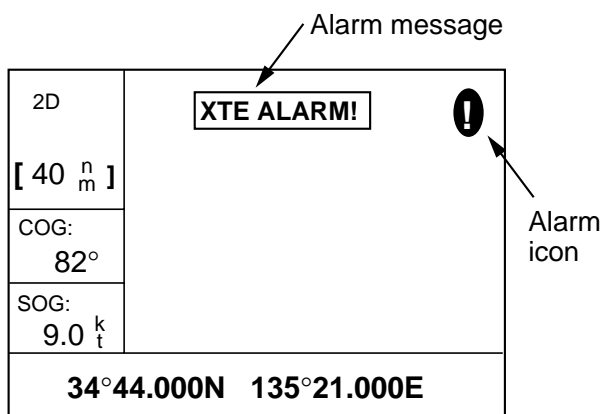 Alarm message
2D
XTE ALARM!
!
[ 40 nm ]
COG:
82°
Alarm
icon
SOG:
9.0 kt
34°44.000N 135°21.000E